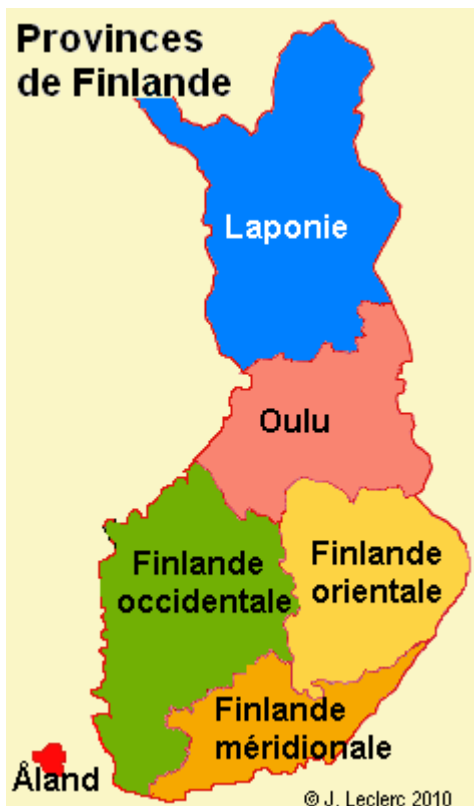 Provinces
de Finlande
Laponie
Oulu
Finlande
occidentale
Finlande
orientale
Finlande
méridionale
Åland
© J. Leclerc 2010